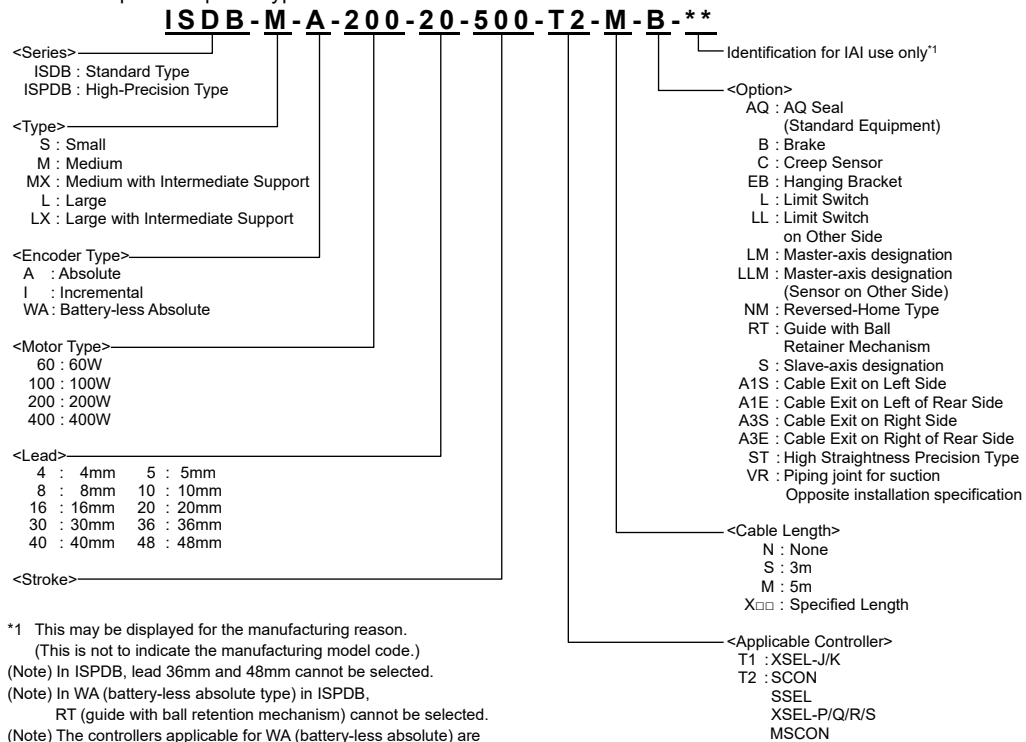 ISDB-M-A-200-20-500-T2-M-B-**
<Series>
ISDB : Standard Type
ISPDB : High-Precision Type
<Type>
S : Small
M : Medium
MX : Medium with Intermediate Support
L : Large
LX : Large with Intermediate Support
<Encoder Type>
A : Absolute
I : Incremental
WA : Battery-less Absolute
<Motor Type>
60 : 60W
100 : 100W
200 : 200W
400 : 400W
<Lead>
4 : 4mm 5 : 5mm
8 : 8mm 10 : 10mm
16 : 16mm 20 : 20mm
30 : 30mm 36 : 36mm
40 : 40mm 48 : 48mm
<Stroke>
*1 This may be displayed for the manufacturing reason.
(This is not to indicate the manufacturing model code.)
(Note) In ISPDB, lead 36mm and 48mm cannot be selected.
(Note) In WA (battery-less absolute type) in ISPDB,
RT (guide with ball retention mechanism) cannot be selected.
(Note) The controllers applicable for WA (battery-less absolute) are
Identification for IAI use only*1
<Option>
AQ : AQ Seal
(Standard Equipment)
B : Brake
C : Creep Sensor
EB : Hanging Bracket
L : Limit Switch
LL : Limit Switch
on Other Side
LM : Master-axis designation
LLM : Master-axis designation
(Sensor on Other Side)
NM : Reversed-Home Type
RT : Guide with Ball
Retainer Mechanism
S : Slave-axis designation
A1S : Cable Exit on Left Side
A1E : Cable Exit on Left of Rear Side
A3S : Cable Exit on Right Side
A3E : Cable Exit on Right of Rear Side
ST : High Straightness Precision Type
VR : Piping joint for suction
Opposite installation specification
<Cable Length>
N : None
S : 3m
M : 5m
X□□ : Specified Length
<Applicable Controller>
T1 : XSEL-J/K
T2 : SCON
SSEL
XSEL-P/Q/R/S
MSCON